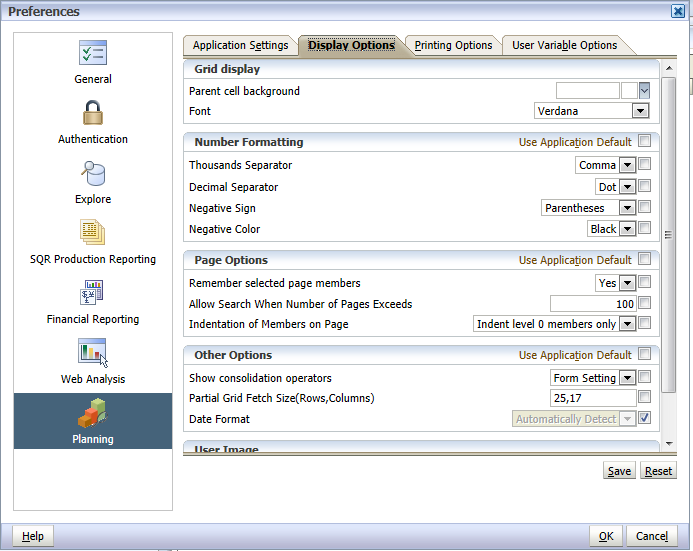 Preferences
General
Authentication
Explore
SQR Production Reporting
Financial Reporting
Web Analysis
Planning
Application Settings Display Options Printing Options User Variable Options
Grid display
Parent cell background
Font Verdana
Number Formatting Use Application Default
Thousands Separator Comma
Decimal Separator Dot
Negative Sign Parentheses
Negative Color Black
Page Options Use Application Default
Remember selected page members Yes
Allow Search When Number of Pages Exceeds 100
Indentation of Members on Page Indent level 0 members only
Other Options Use Application Default
Show consolidation operators Form Setting
Partial Grid Fetch Size(Rows,Columns) 25,17
Date Format Automatically Detect
User Image
Save Reset
Help OK Cancel